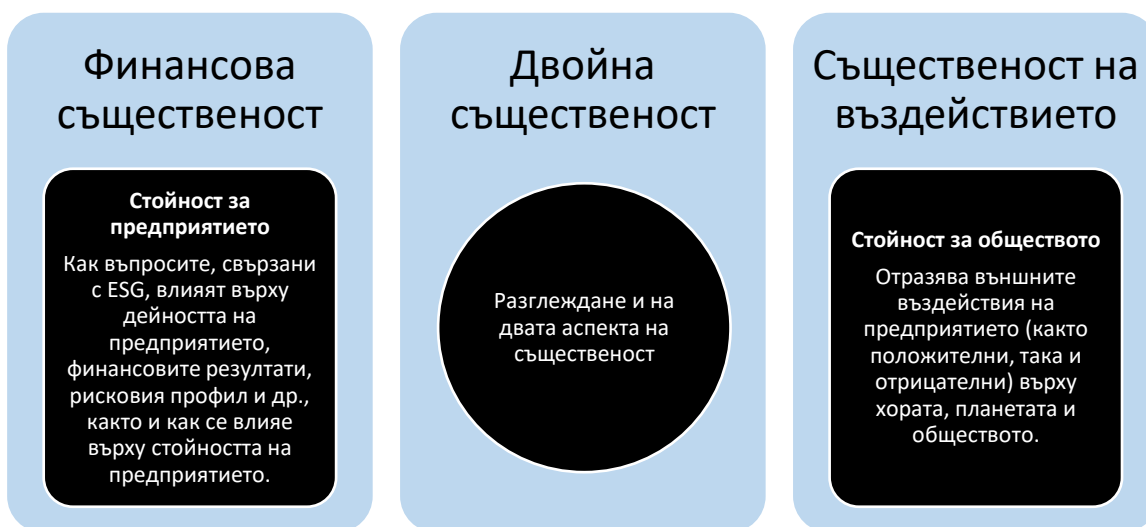 Финансова
същественост
Стойност за
предприятието
Как въпросите, свързани
с ESG, влияят върху
дейността на
предприятието,
финансовите резултати,
рисковия профил и др.,
както и как се влияе
върху стойността на
предприятието.
Двойна
същественост
Разглеждане и на
двата аспекта на
същественост
Същественост на
въздействието
Стойност за обществото
Отразява външните
въздействия на
предприятието (както
положителни, така и
отрицателни) върху
хората, планетата и
обществото.